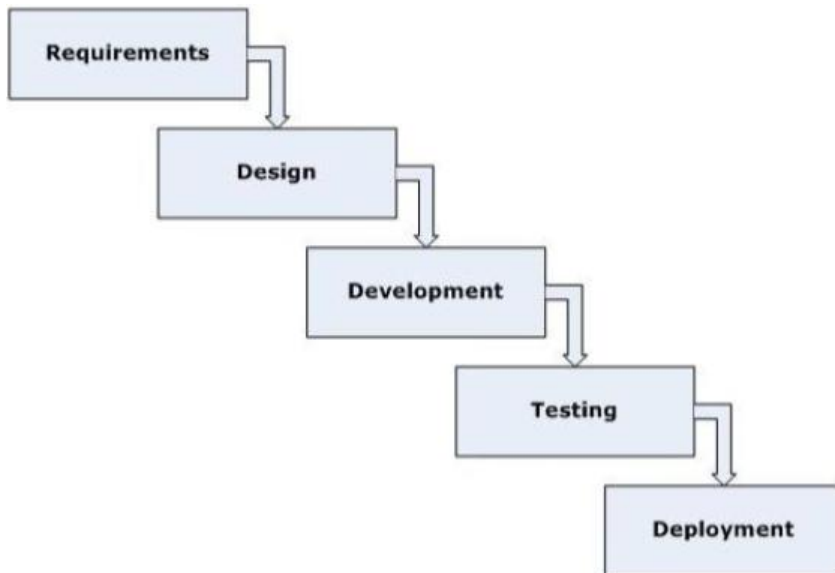 Requirements
Design
Development
Testing
Deployment